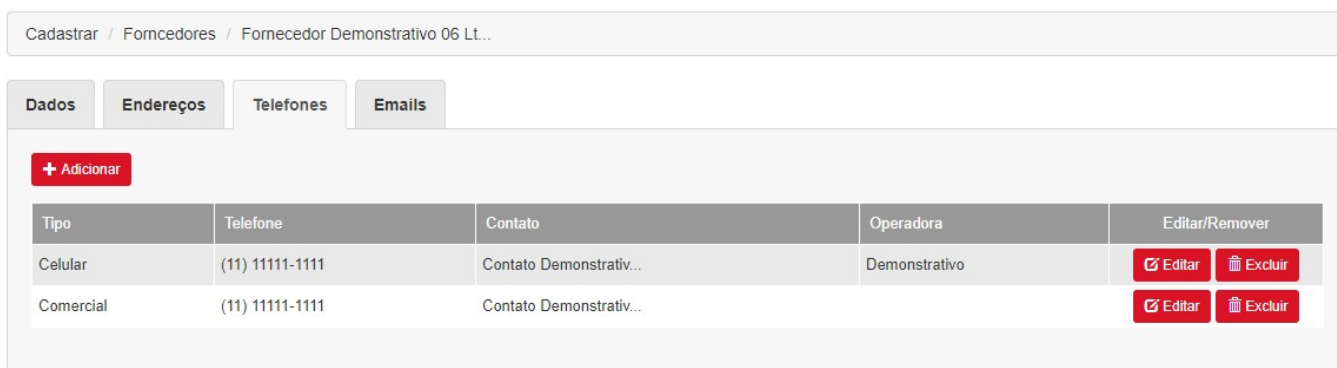 Cadastrar / Forncedores / Fornecedor Demonstrativo 06 Lt...
Dados Endereços Telefones Emails
Adicionar
Tipo Telefone Contato Operadora Editar/Remover
Celular (11) 11111-1111 Contato Demonstrativ... Demonstrativo Editar Excluir
Comercial (11) 11111-1111 Contato Demonstrativ... Editar Excluir